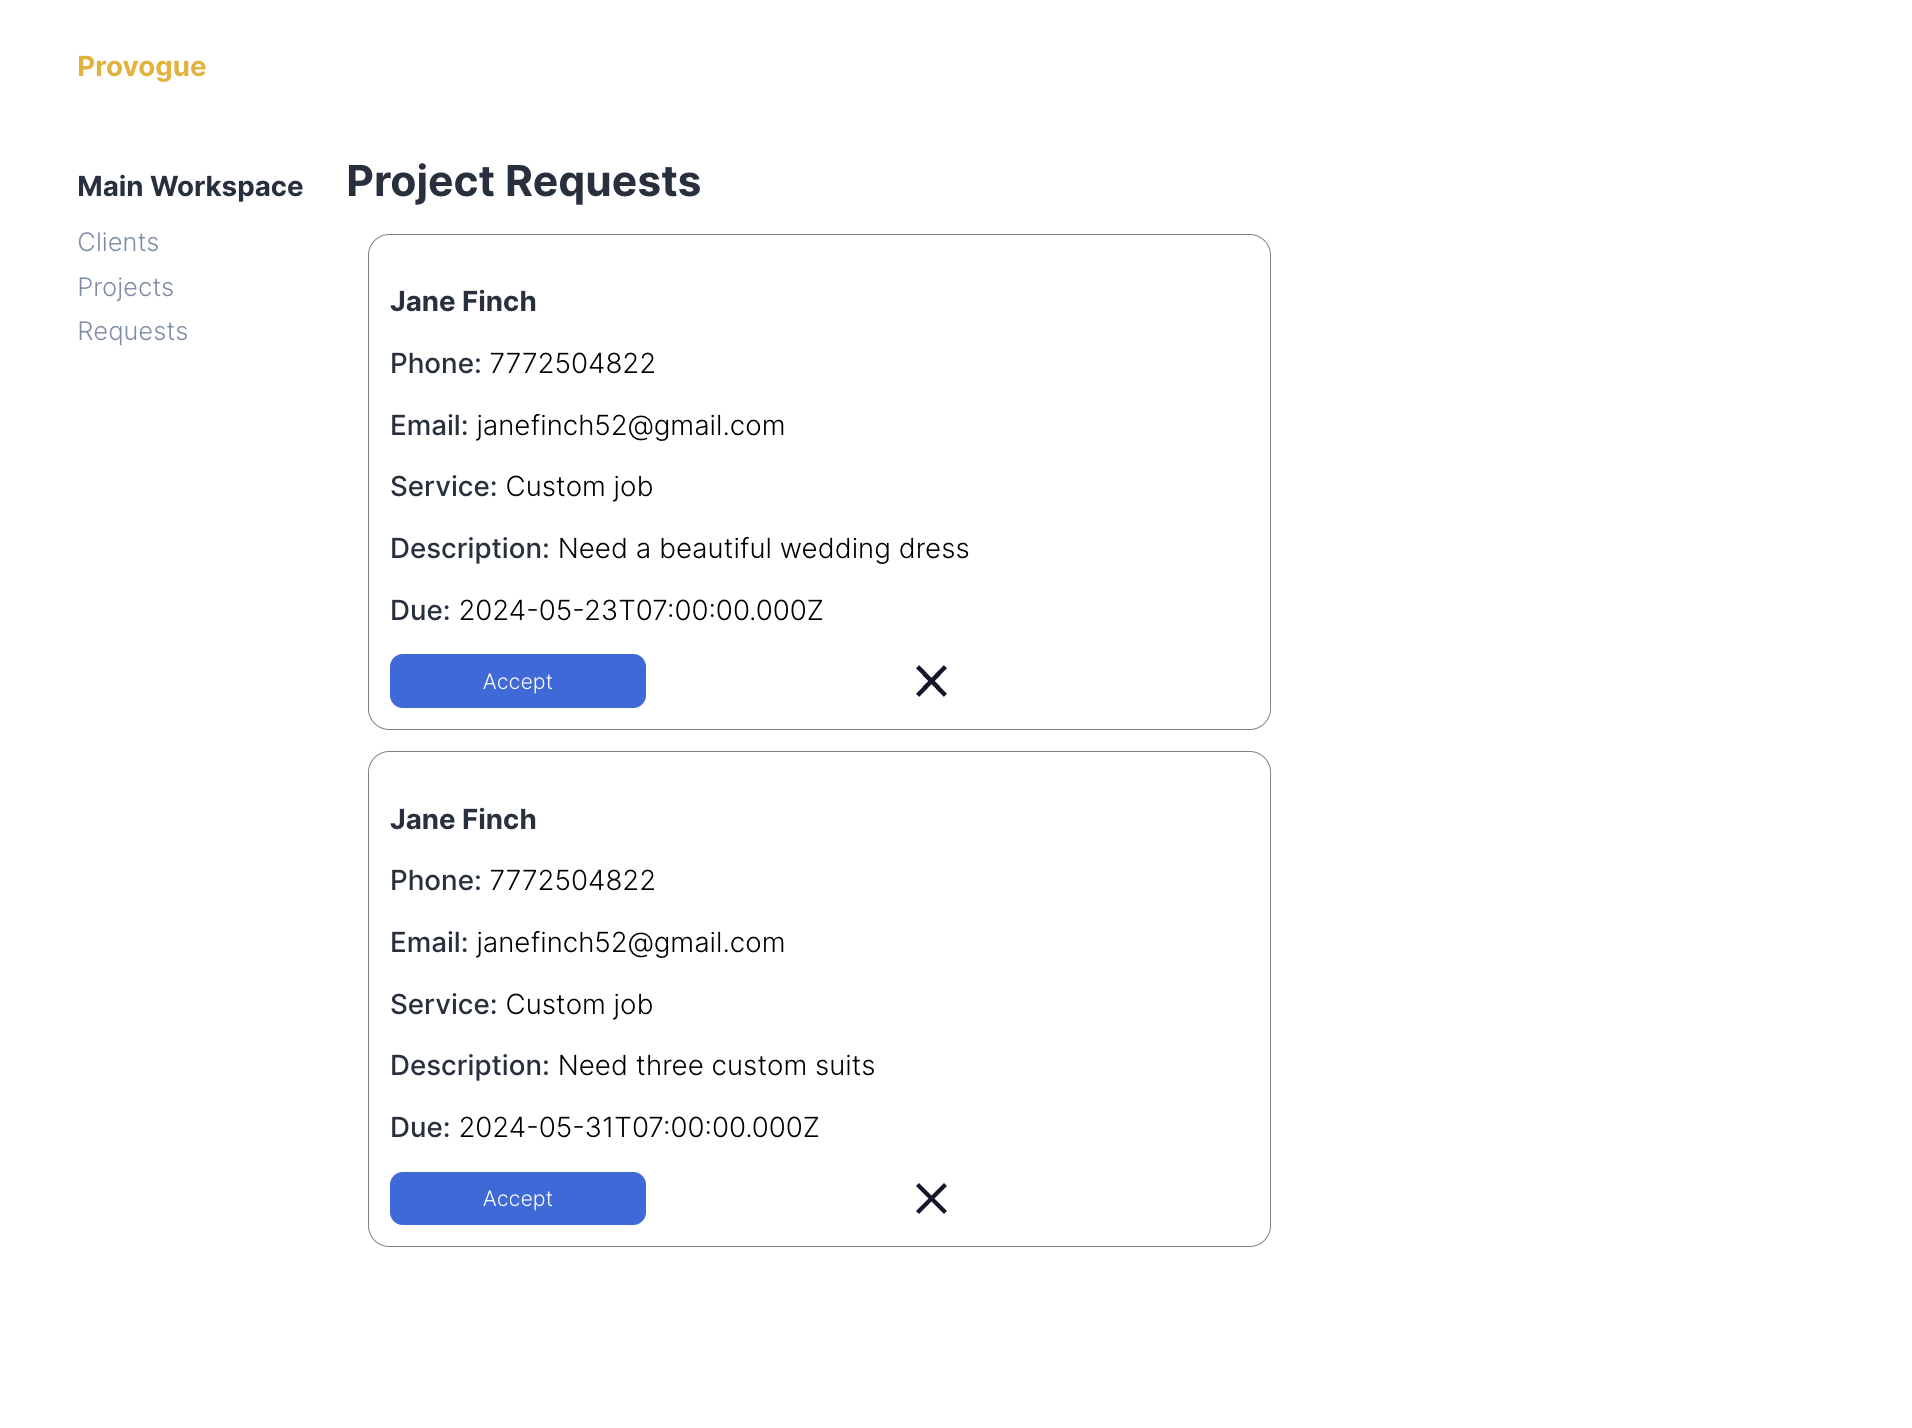 Provogue
Main Workspace
Clients
Projects
Requests
Project Requests
Jane Finch
Phone: 7772504822
Email: janefinch52@gmail.com
Service: Custom job
Description: Need a beautiful wedding dress
Due: 2024-05-23T07:00:00.000Z
Accept
Jane Finch
Phone: 7772504822
Email: janefinch52@gmail.com
Service: Custom job
Description: Need three custom suits
Due: 2024-05-31T07:00:00.000Z
Accept